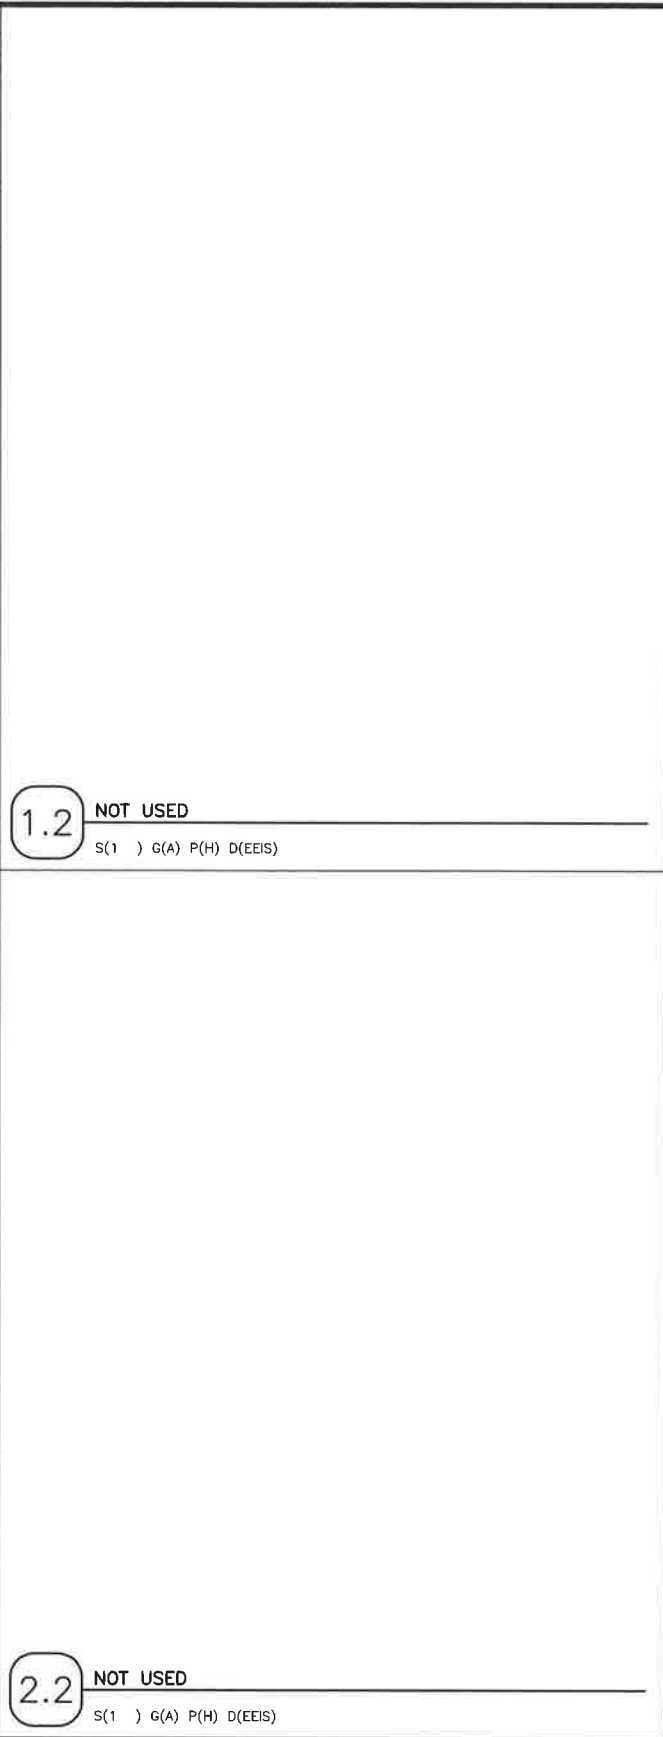 1.2
NOT USED
S(1 ) G(A) P(H) D(EEIS)
2.2
NOT USED
S(1 ) G(A) P(H) D(EEIS)